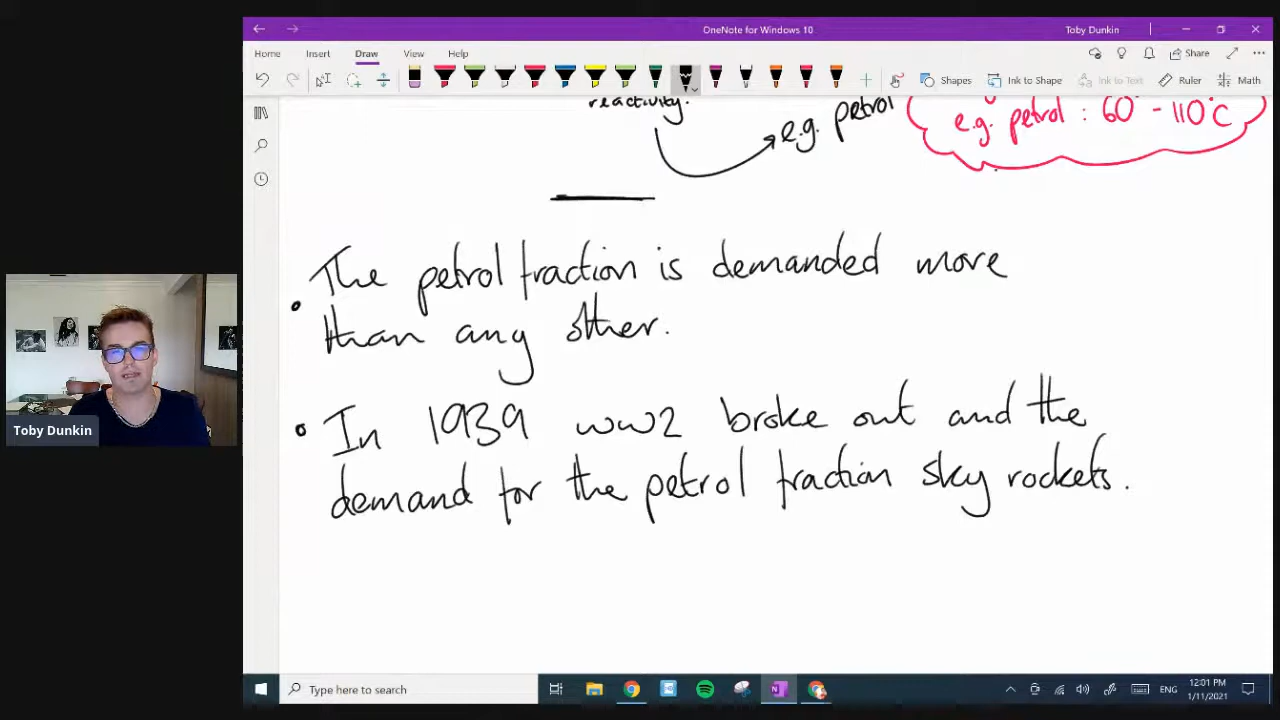 OneNote for Windows 10
Toby Dunkin
Home Insert Draw View Help
Share
Shapes
Ink to Shape
Ink to Text
Ruler
Math
reactivity.
e.g. petrol
e.g. petrol : 60° - 110°C
The petrol fraction is demanded more
than any other.
In 1939 WW2 broke out and the
demand for the petrol fraction sky rockets.
Toby Dunkin
Type here to search
ENG
12:01 PM
1/11/2021